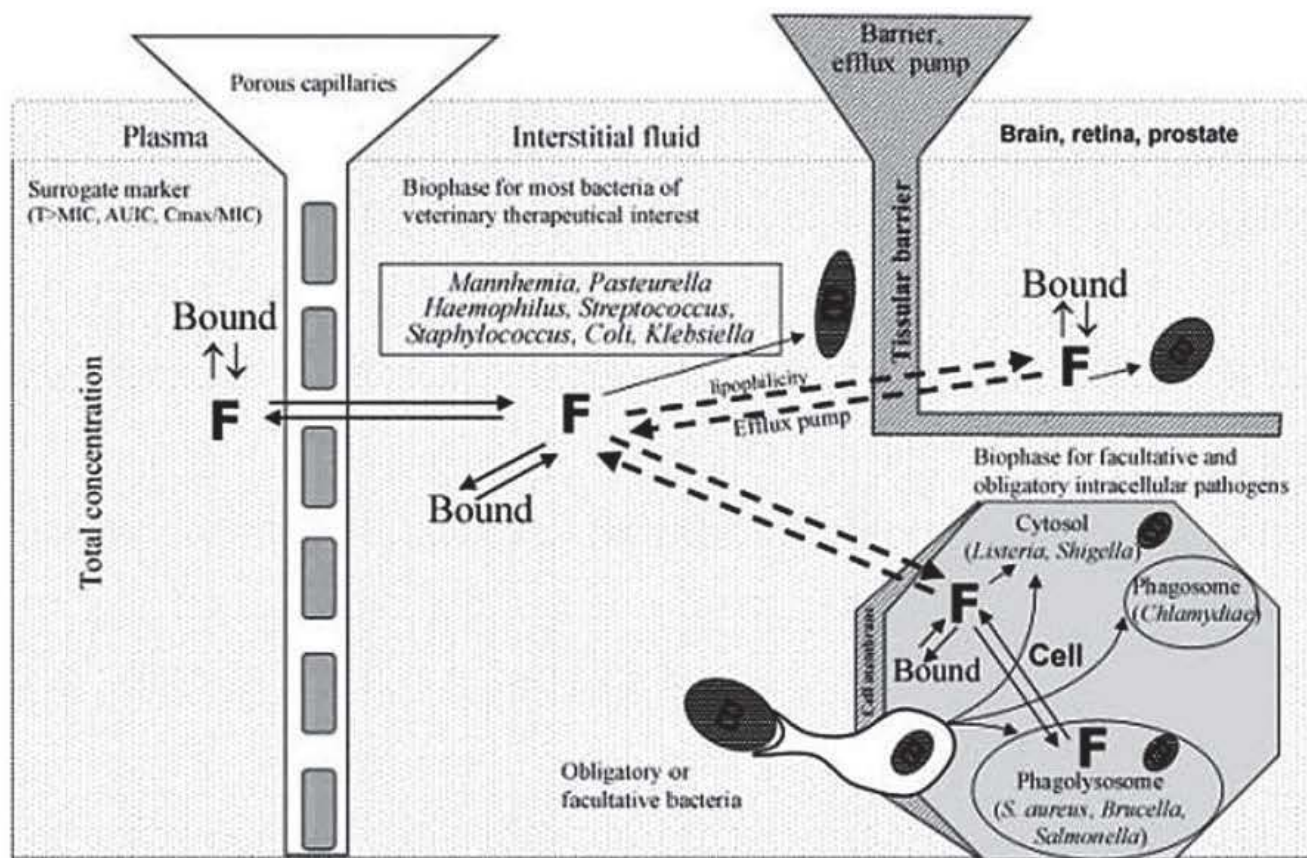 Porous capillaries
Barrier,
efflux pump
Plasma
Interstitial fluid
Brain, retina, prostate
Surrogate marker
(T>MIC, AUIC, Cmax/MIC)
Biophase for most bacteria of
veterinary therapeutical interest
Mannhemia, Pasteurella
Haemophilus, Streptococcus,
Staphylococcus, Coli, Klebsiella
B
Tissular barrier
Bound
F
B
Bound
F
Total concentration
F
Bound
lipophilicity
Efflux pump
Biophase for facultative and
obligatory intracellular pathogens
Cytosol
(Listeria, Shigella)
B
Phagosome
(Chlamydiae)
F
Bound
Cell
Cell membrane
B
B
F
B
Phagolysosome
(S. aureus, Brucella,
Salmonella)
Obligatory or
facultative bacteria